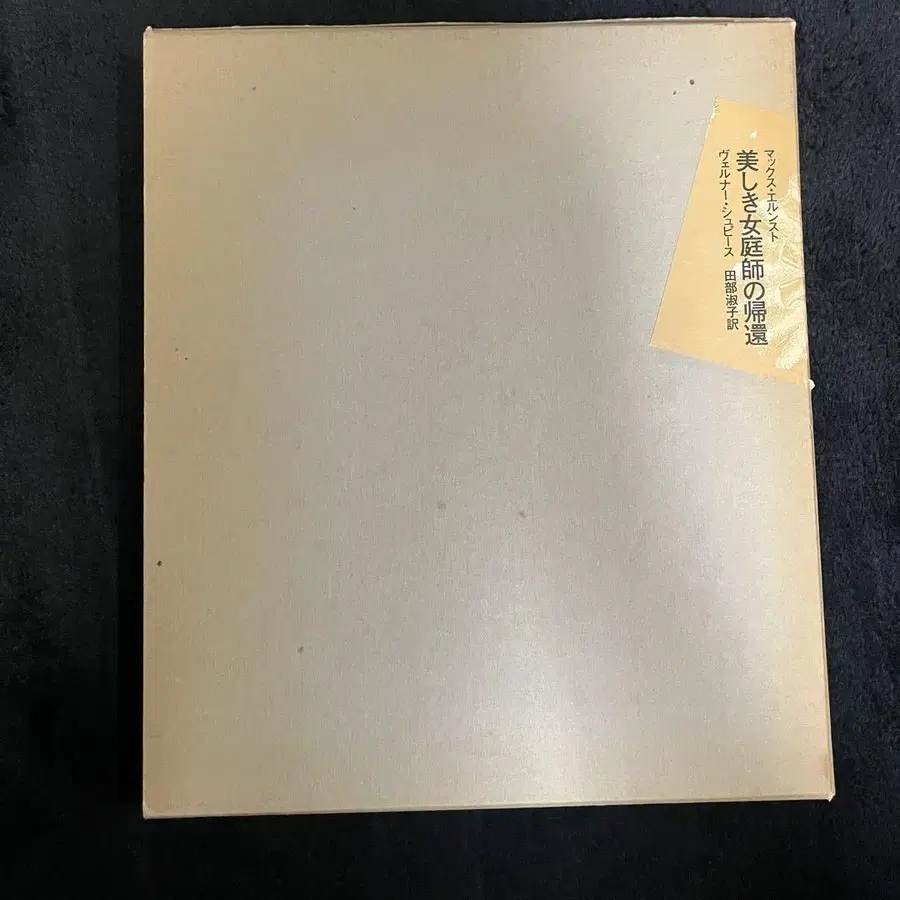 マックス・エルンスト
美しき女庭師の帰還
ヴェルナー・シュピース 田部淑子訳